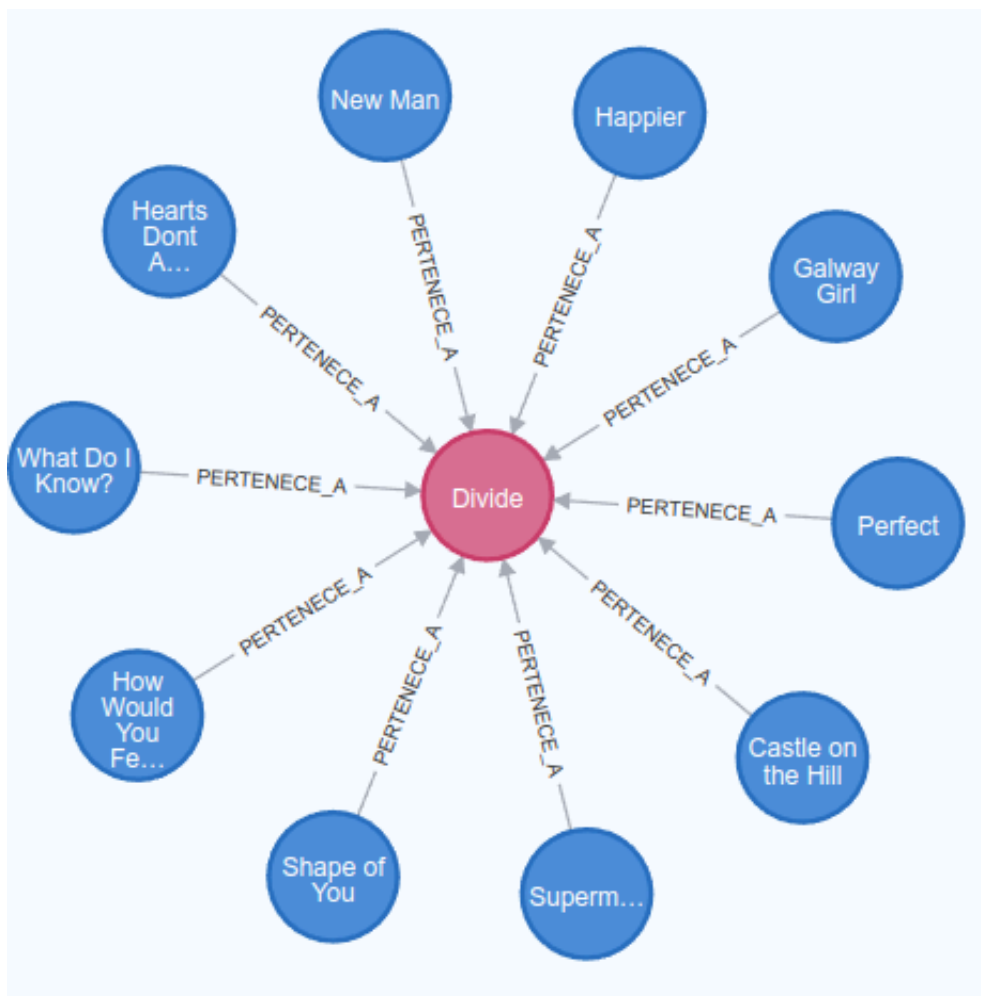 New Man
Happier
Hearts
Dont
A…
PERTENECE_A
PERTENECE_A
Galway
Girl
PERTENECE_A
PERTENECE_A
What Do I
Know?
PERTENECE_A
Divide
PERTENECE_A
Perfect
PERTENECE_A
PERTENECE_A
How
Would
You
Fe…
PERTENECE_A
PERTENECE_A
Castle on
the Hill
Shape of
You
Superm…